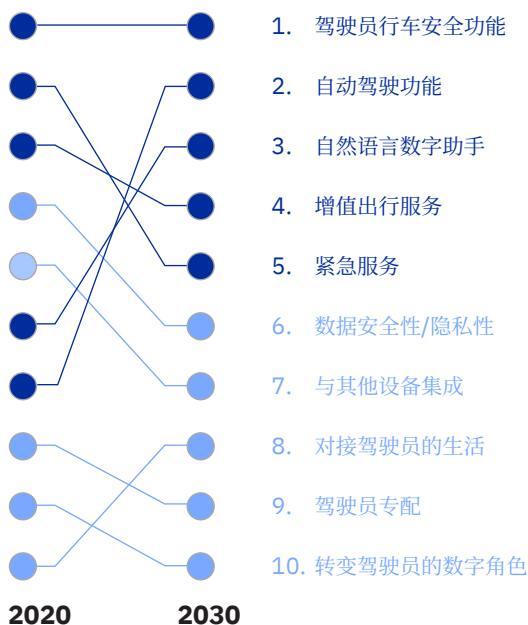 1. 驾驶员行车安全功能
2. 自动驾驶功能
3. 自然语言数字助手
4. 增值出行服务
5. 紧急服务
6. 数据安全性/隐私性
7. 与其他设备集成
8. 对接驾驶员的生活
9. 驾驶员专配
10. 转变驾驶员的数字角色
2020 2030